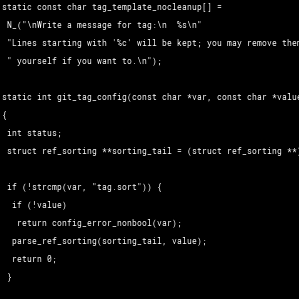 static const char tag_template_nocleanup[] =
N_("\nWrite a message for tag:\n  %s\n"
"Lines starting with '%c' will be kept; you may remove them
" yourself if you want to.\n");
static int git_tag_config(const char *var, const char *value
{
int status;
struct ref_sorting **sorting_tail = (struct ref_sorting **)
if (!strcmp(var, "tag.sort")) {
if (!value)
return config_error_nonbool(var);
parse_ref_sorting(sorting_tail, value);
return 0;
}